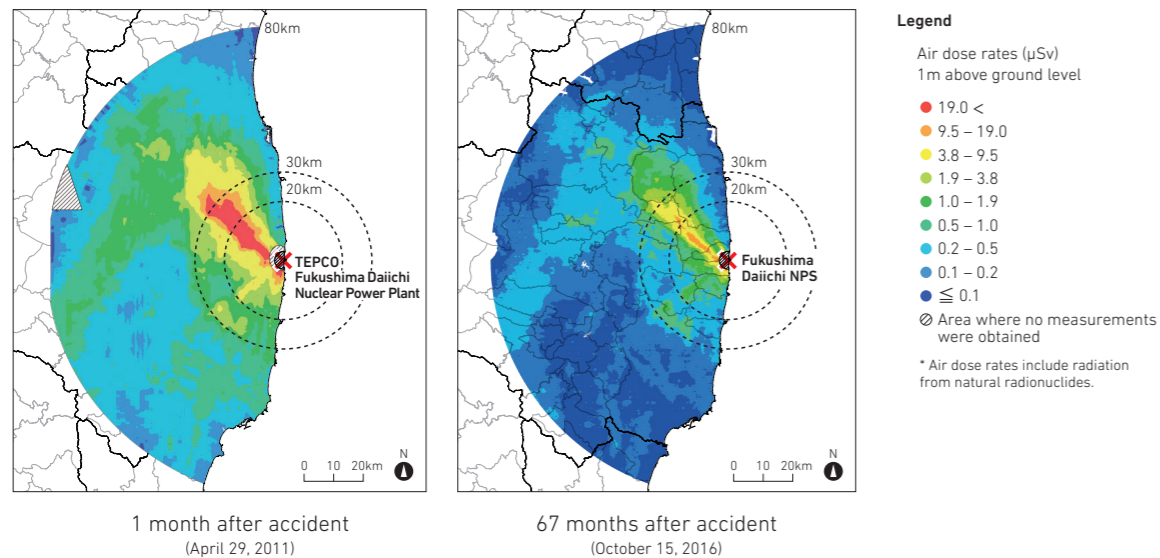 80km
30km
20km
TEPCO
Fukushima Daiichi
Nuclear Power Plant
N
0 10 20km
1 month after accident
(April 29, 2011)
80km
30km
20km
Fukushima
Daiichi NPS
N
0 10 20km
67 months after accident
(October 15, 2016)
Legend
Air dose rates (μSv)
1m above ground level
19.0 <
9.5 – 19.0
3.8 – 9.5
1.9 – 3.8
1.0 – 1.9
0.5 – 1.0
0.2 – 0.5
0.1 – 0.2
≦ 0.1
Area where no measurements
were obtained
* Air dose rates include radiation
from natural radionuclides.